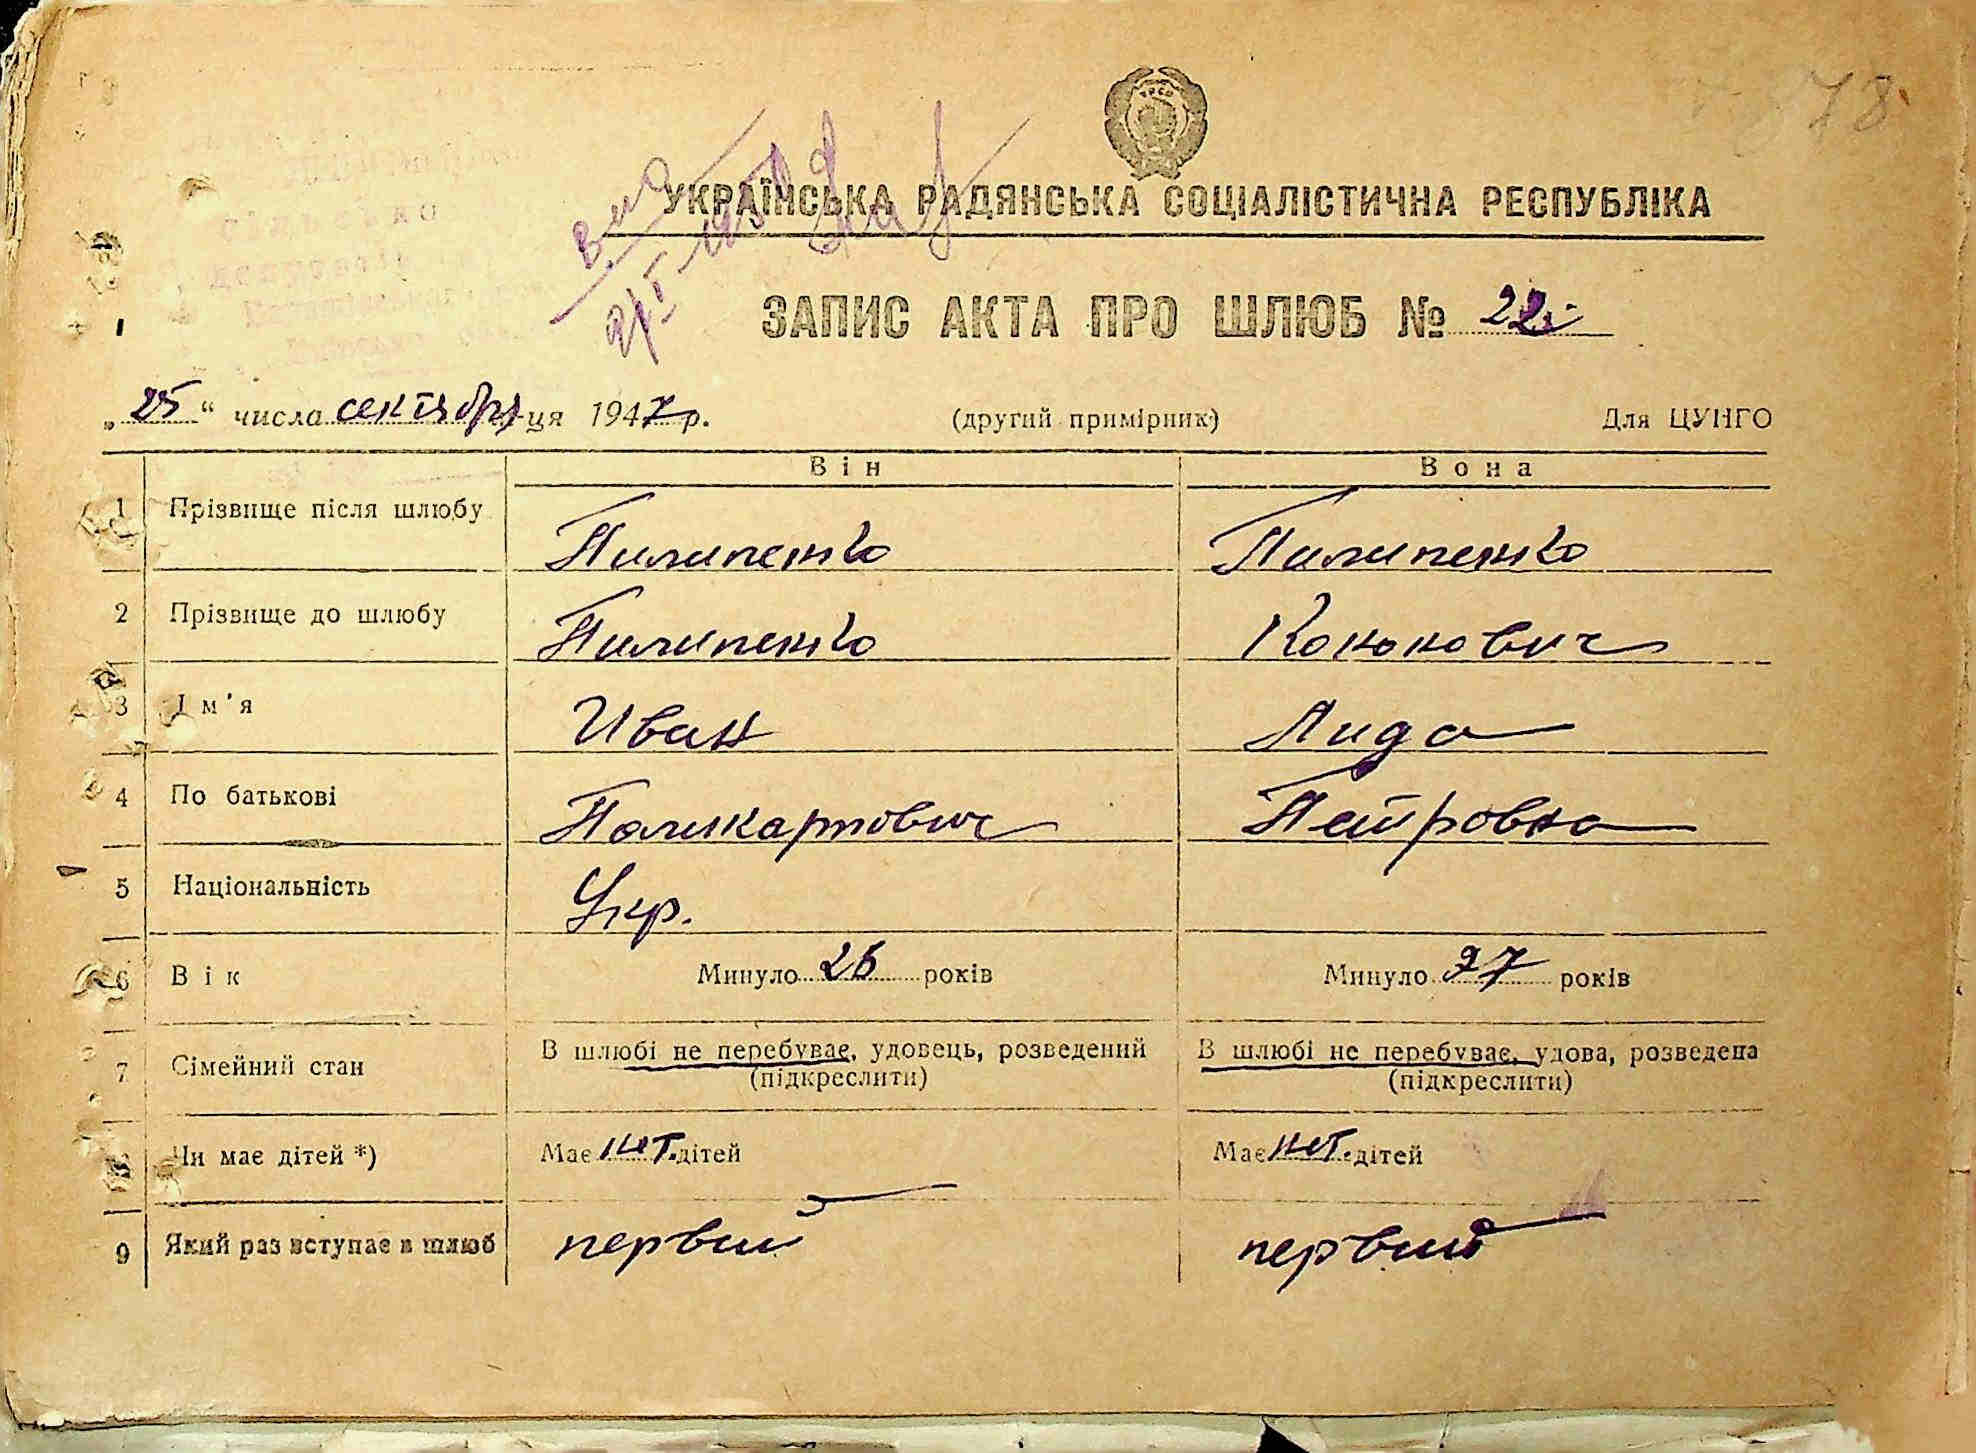 878
УКРАЇНСЬКА РАДЯНСЬКА СОЦІАЛІСТИЧНА РЕСПУБЛІКА
ЗАПИС АКТА ПРО ШЛЮБ № 22
„25“ числа сентября-ця 1947 р. (другий примірник) Для ЦУНГО
Він Вона
1 Прізвище після шлюбу Пилипенко Пилипенко
2 Прізвище до шлюбу Пилипенко Кононович
3 Ім'я Иван Лида
4 По батькові Поликарпович Петровна
5 Національність Укр.
6 Вік Минуло 26 років Минуло 27 років
7 Сімейний стан В шлюбі не перебуває, удовець, розведений В шлюбі не перебуває, удова, розведена
(підкреслити) (підкреслити)
Чи має дітей *) Має нет. дітей Має нет. дітей
9 Який раз вступає в шлюб первый первый